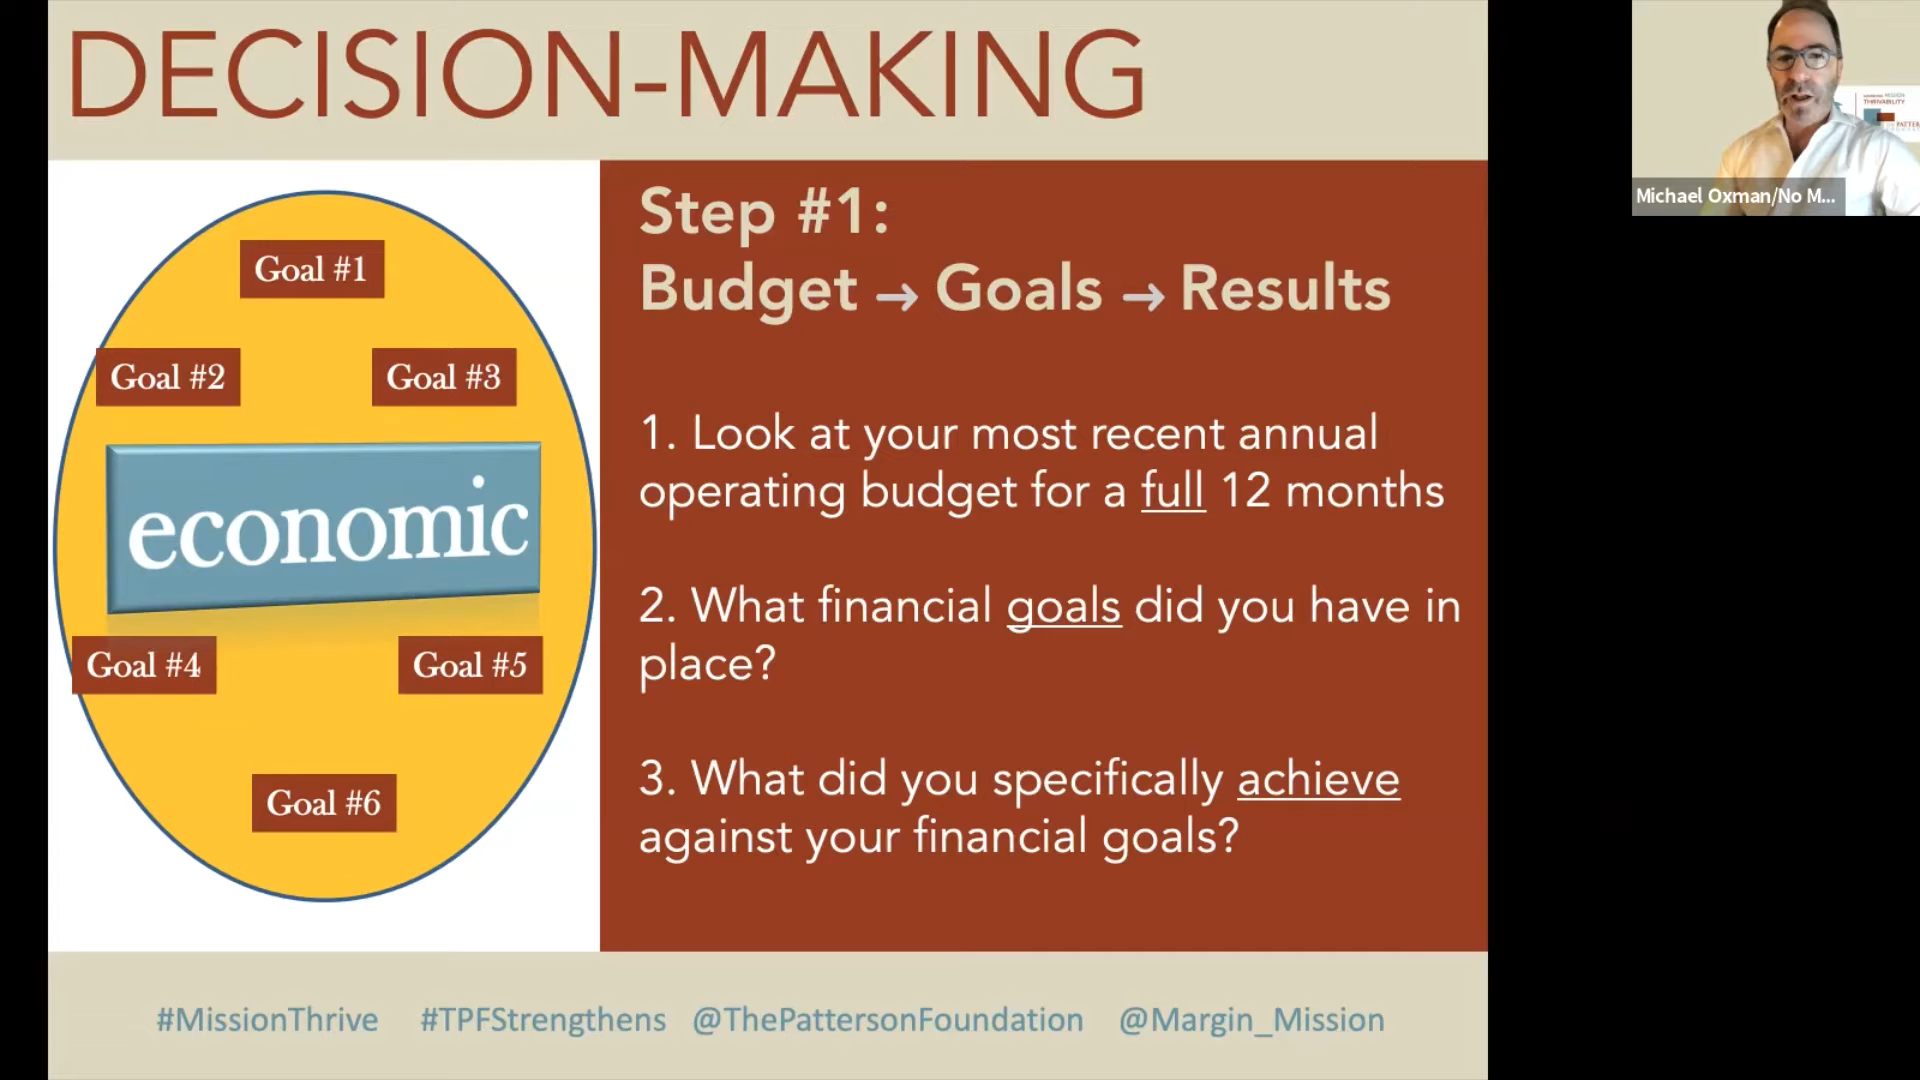 DECISION-MAKING
Michael Oxman/No M...
THRIVABILITY
Goal #1
Goal #2
Goal #3
economic
Goal #4
Goal #5
Goal #6
Step #1:
Budget → Goals → Results
1. Look at your most recent annual
operating budget for a full 12 months
2. What financial goals did you have in
place?
3. What did you specifically achieve
against your financial goals?
#MissionThrive #TPFStrengthens @ThePattersonFoundation @Margin_Mission